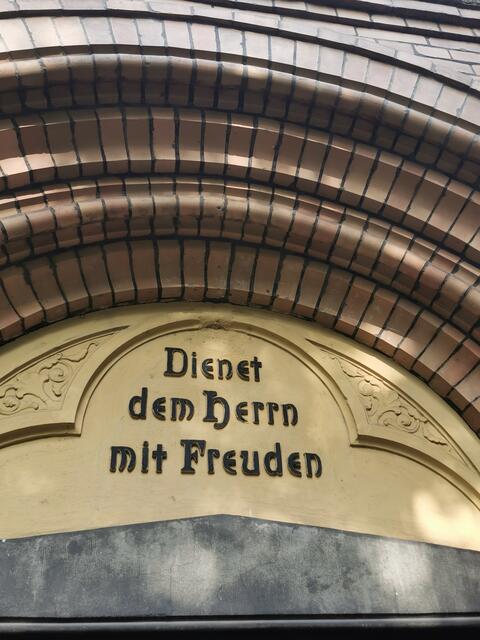 Dienet
dem Herrn
mit Freuden